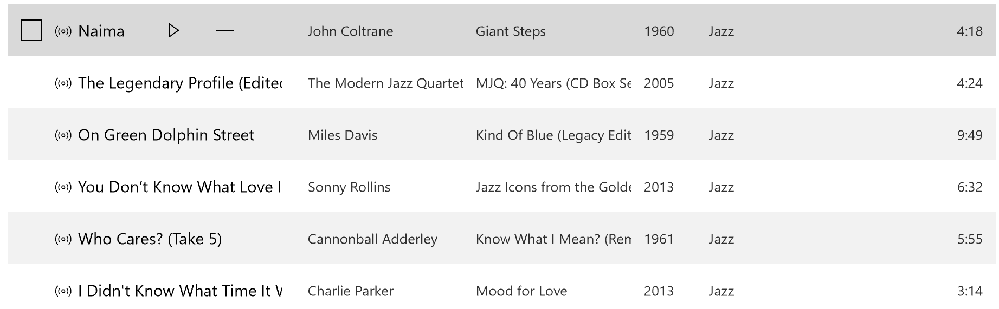 Naima John Coltrane Giant Steps 1960 Jazz 4:18
The Legendary Profile (Edited The Modern Jazz Quartet MJQ: 40 Years (CD Box Se 2005 Jazz 4:24
On Green Dolphin Street Miles Davis Kind Of Blue (Legacy Edit 1959 Jazz 9:49
You Don’t Know What Love I Sonny Rollins Jazz Icons from the Golde 2013 Jazz 6:32
Who Cares? (Take 5) Cannonball Adderley Know What I Mean? (Rem 1961 Jazz 5:55
I Didn't Know What Time It W Charlie Parker Mood for Love 2013 Jazz 3:14